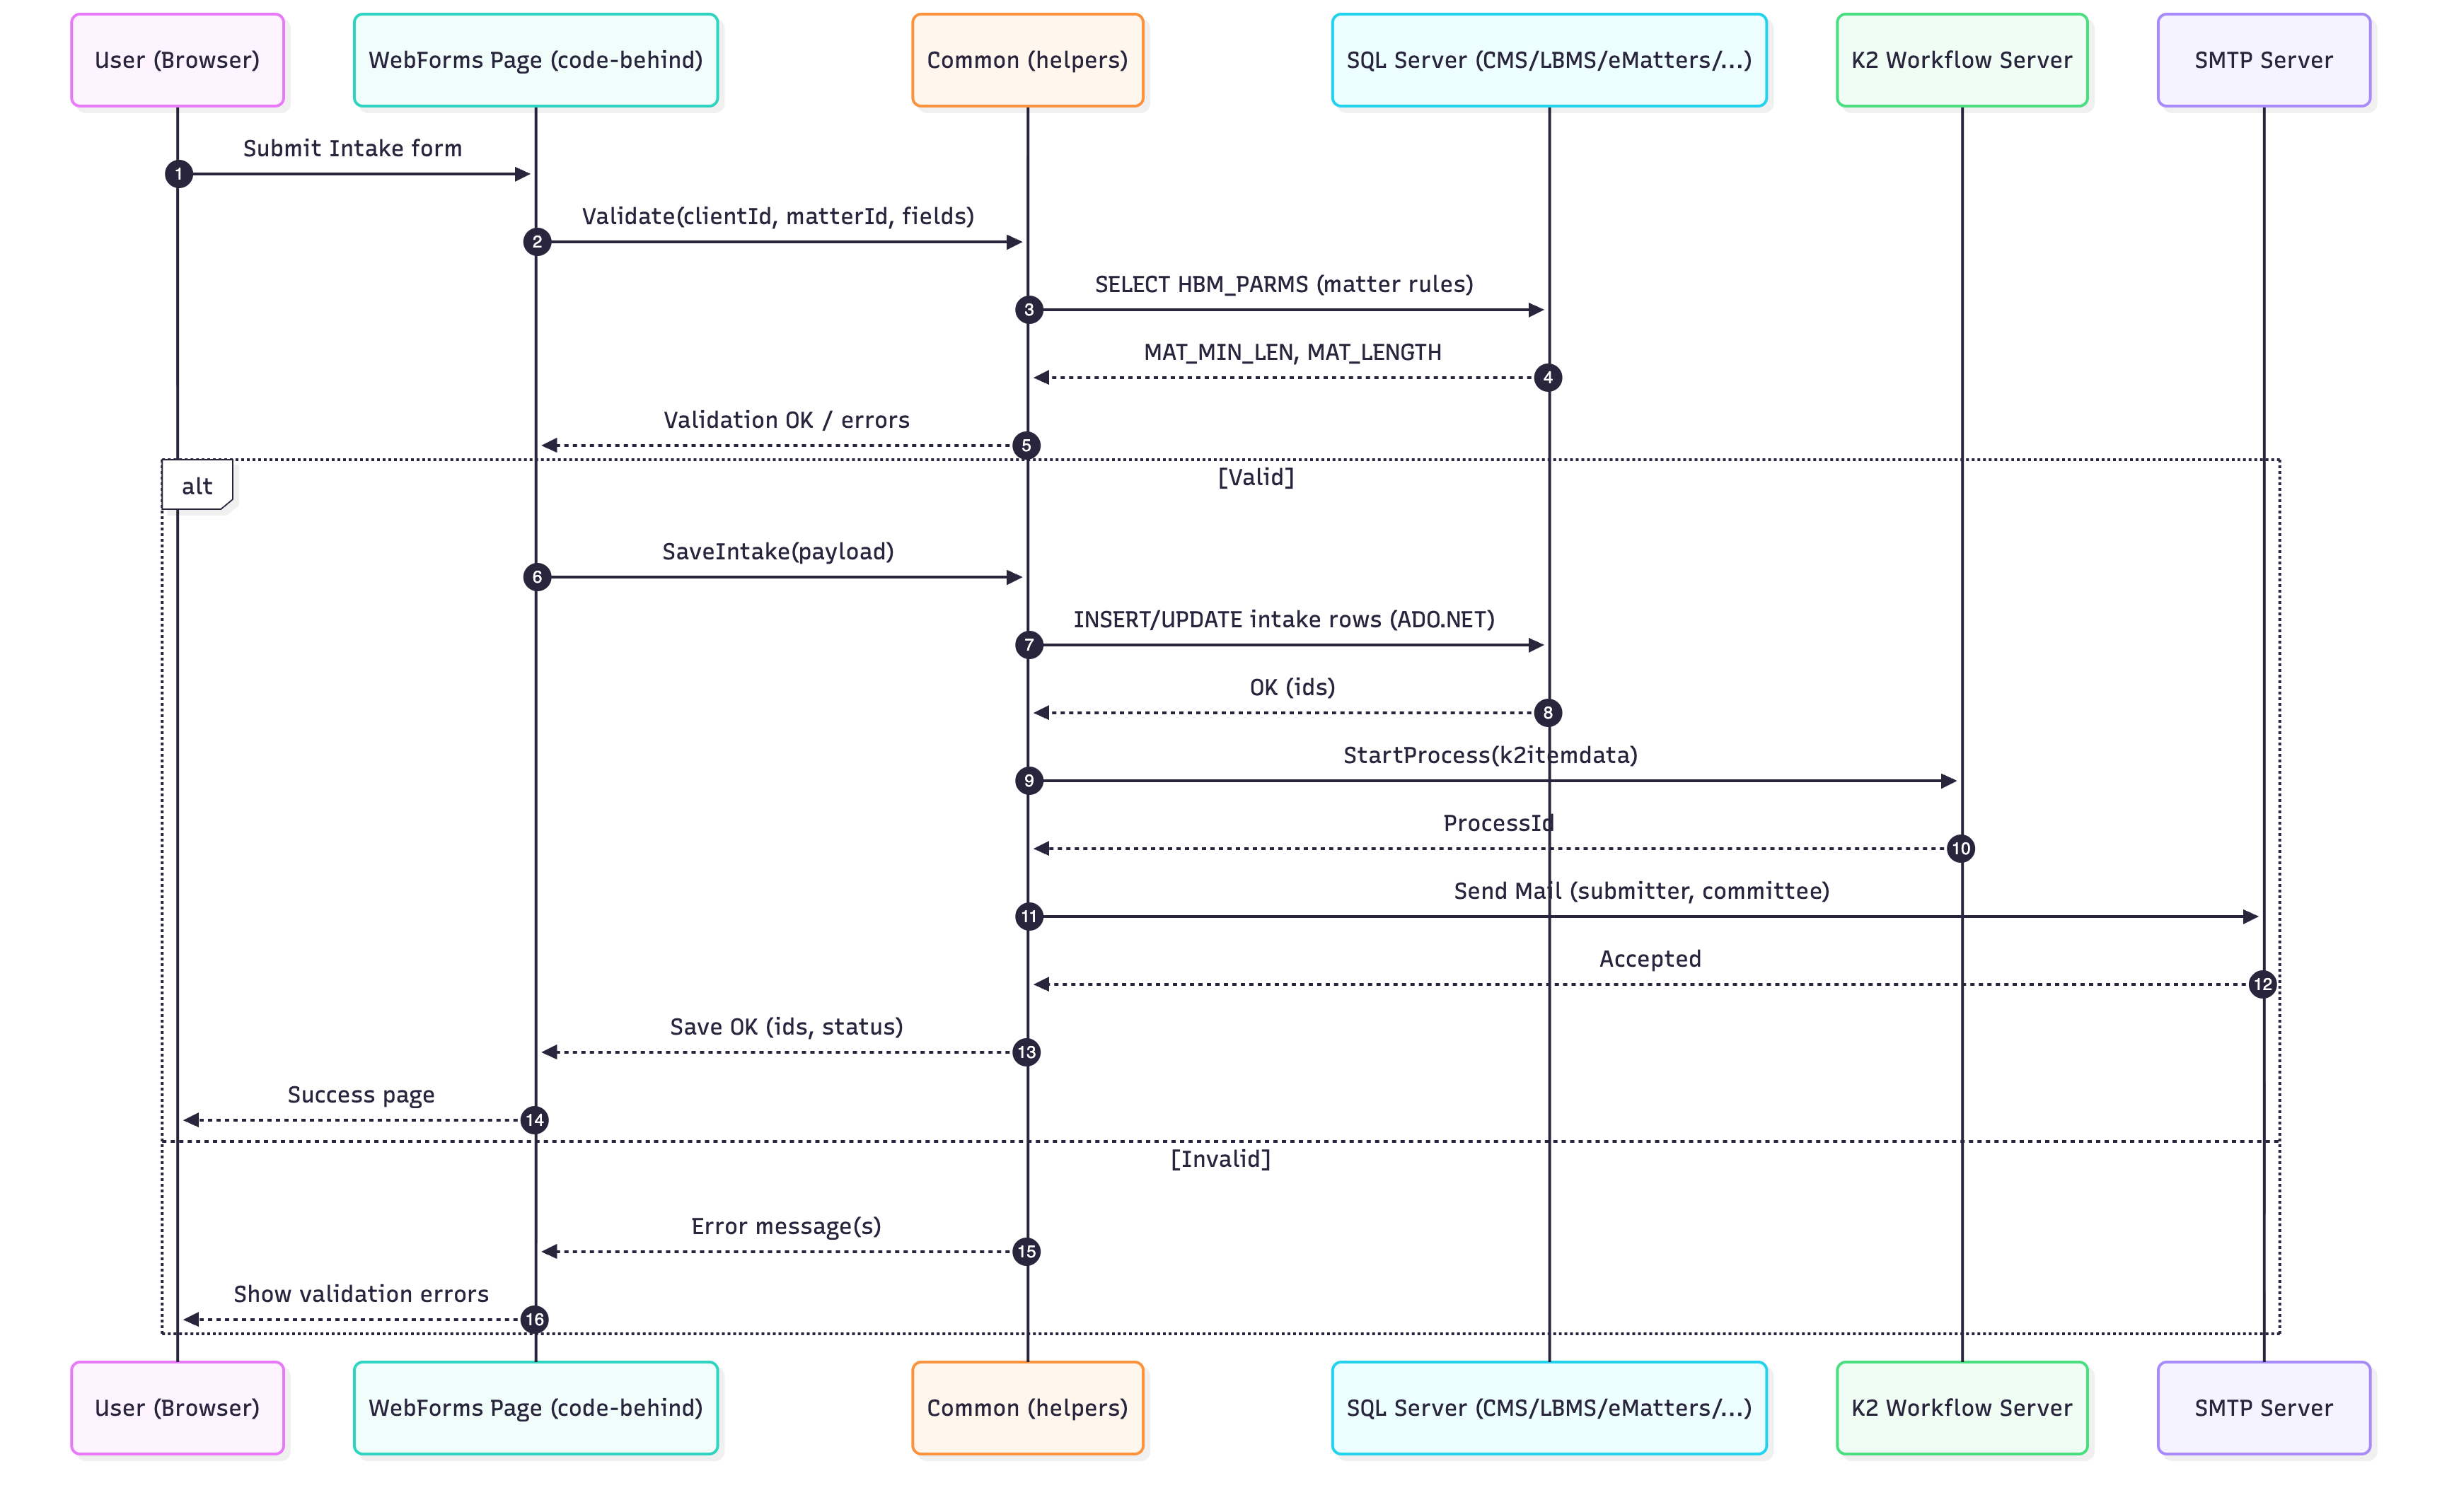 User (Browser)
WebForms Page (code-behind)
Common (helpers)
SQL Server (CMS/LBMS/eMatters/...)
K2 Workflow Server
SMTP Server
Submit Intake form
1
Validate(clientId, matterId, fields)
2
SELECT HBM_PARMS (matter rules)
3
MAT_MIN_LEN, MAT_LENGTH
4
Validation OK / errors
5
alt
[Valid]
SaveIntake(payload)
6
INSERT/UPDATE intake rows (ADO.NET)
7
OK (ids)
8
StartProcess(k2itemdata)
9
ProcessId
10
Send Mail (submitter, committee)
11
Accepted
12
Save OK (ids, status)
13
Success page
14
[Invalid]
Error message(s)
15
Show validation errors
16
User (Browser)
WebForms Page (code-behind)
Common (helpers)
SQL Server (CMS/LBMS/eMatters/...)
K2 Workflow Server
SMTP Server